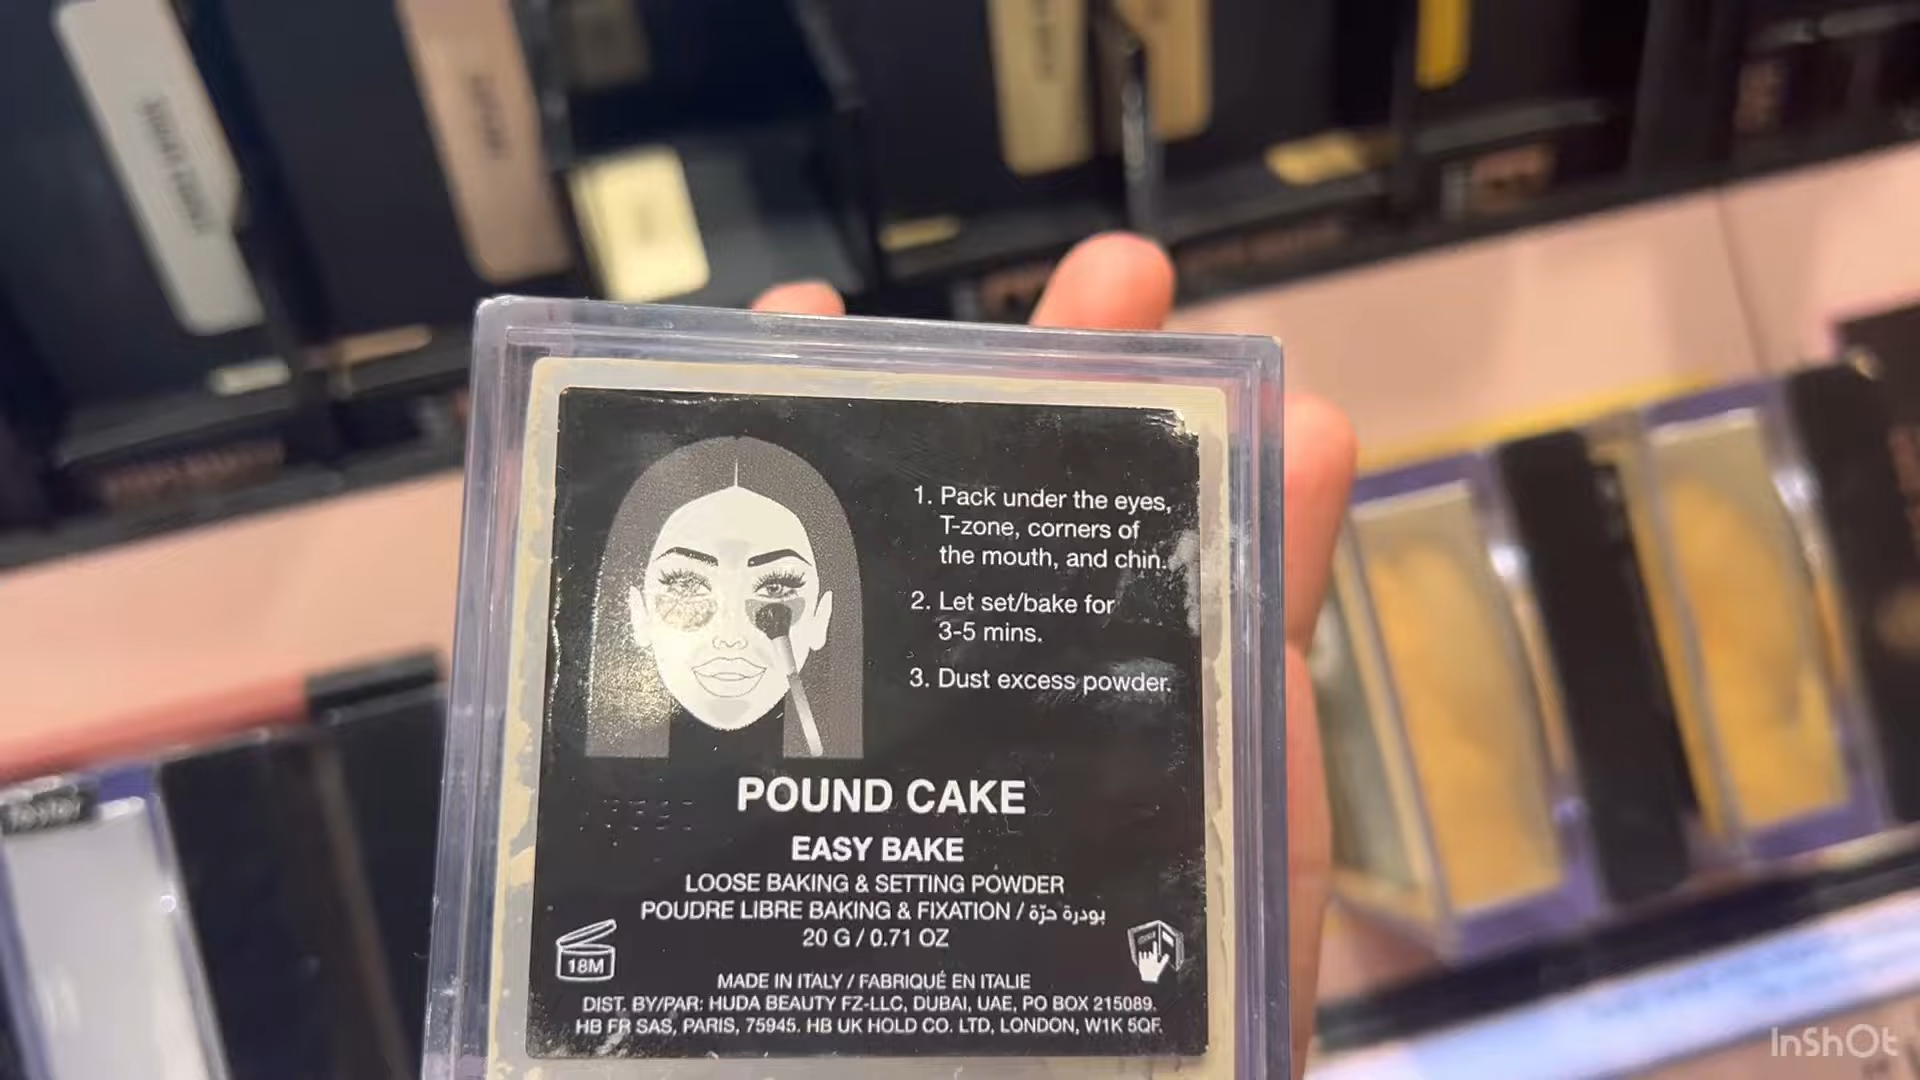 1. Pack under the eyes,
T-zone, corners of
the mouth, and chin.
2. Let set/bake for
3-5 mins.
3. Dust excess powder.
POUND CAKE
EASY BAKE
LOOSE BAKING & SETTING POWDER
POUDRE LIBRE BAKING & FIXATION / بودرة حرّة
20 G / 0.71 OZ
18M
MADE IN ITALY / FABRIQUÉ EN ITALIE
DIST. BY/PAR: HUDA BEAUTY FZ-LLC, DUBAI, UAE, PO BOX 215089.
HB FR SAS, PARIS, 75945. HB UK HOLD CO. LTD, LONDON, W1K 5QF.
InShOt